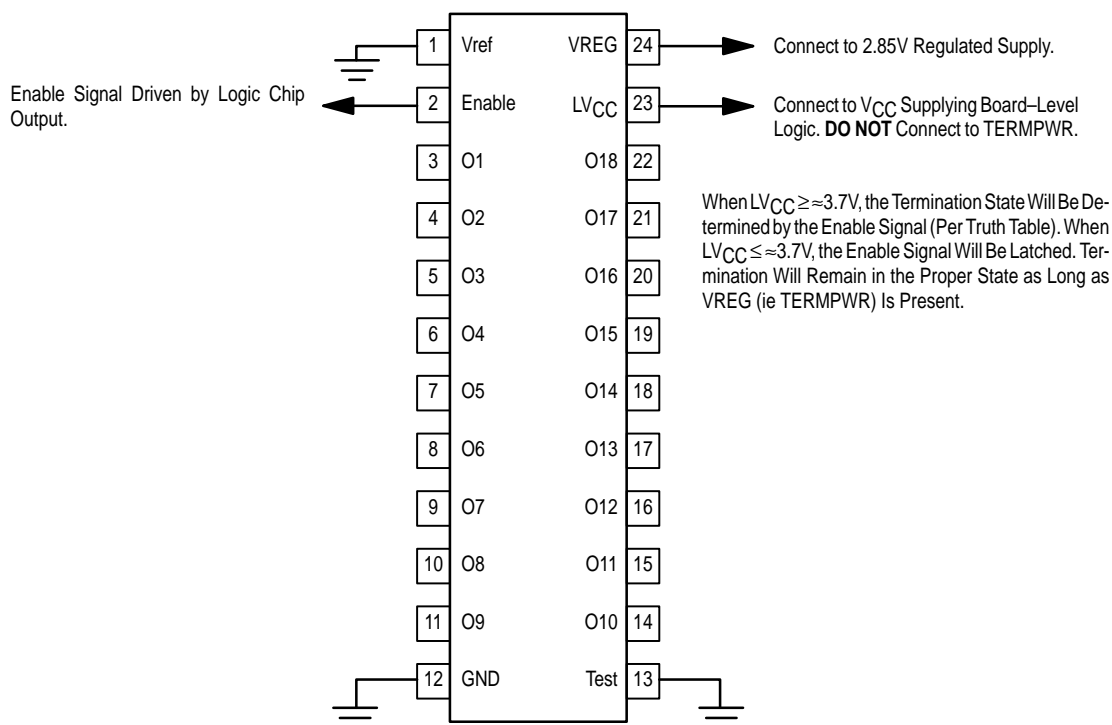 1 Vref VREG 24 Connect to 2.85V Regulated Supply.
Enable Signal Driven by Logic Chip
Output.
2 Enable LVCC 23 Connect to VCC Supplying Board–Level
Logic. DO NOT Connect to TERMPWR.
3 O1 O18 22
When LVCC ≥≈3.7V, the Termination State Will Be De-
termined by the Enable Signal (Per Truth Table). When
LVCC ≤≈3.7V, the Enable Signal Will Be Latched. Ter-
mination Will Remain in the Proper State as Long as
VREG (ie TERMPWR) Is Present.
4 O2 O17 21
5 O3 O16 20
6 O4 O15 19
7 O5 O14 18
8 O6 O13 17
9 O7 O12 16
10 O8 O11 15
11 O9 O10 14
12 GND Test 13